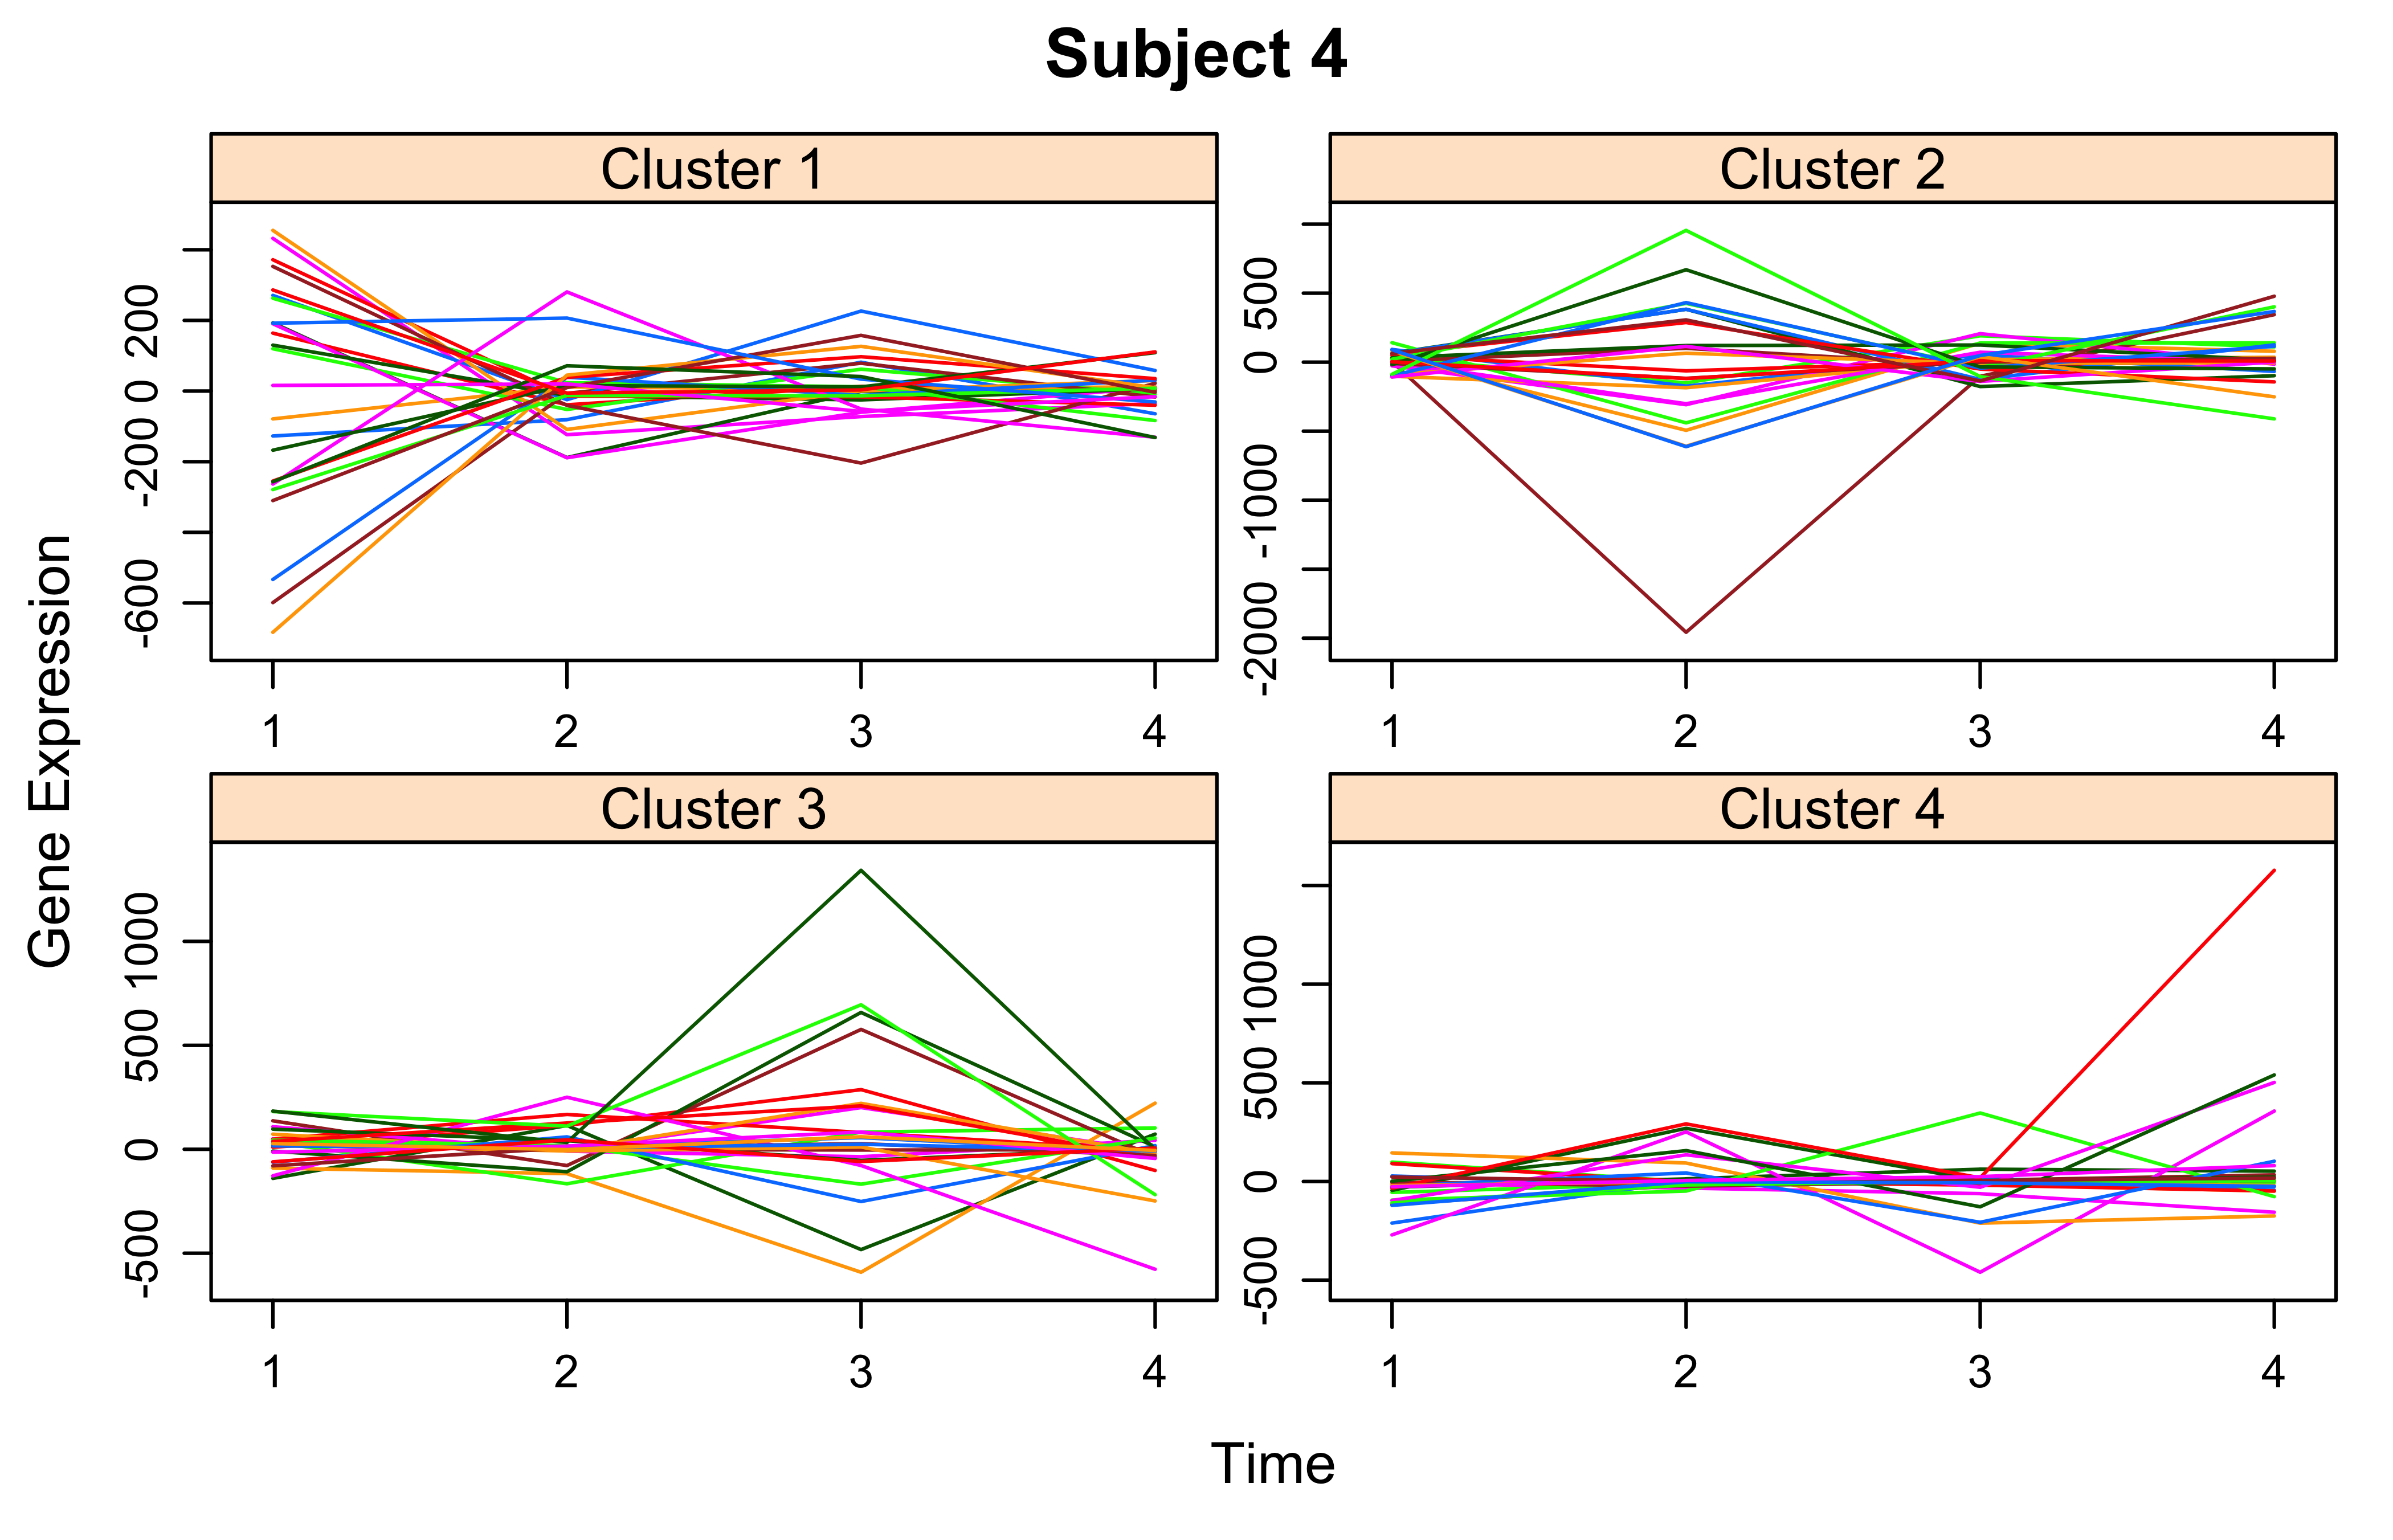 Subject 4
Cluster 1
Cluster 2
200
0
-200
-600
500
0
-1000
-2000
1 2 3 4
1 2 3 4
Gene Expression
Cluster 3
Cluster 4
1000
500
0
-500
1000
500
0
-500
1 2 3 4
1 2 3 4
Time